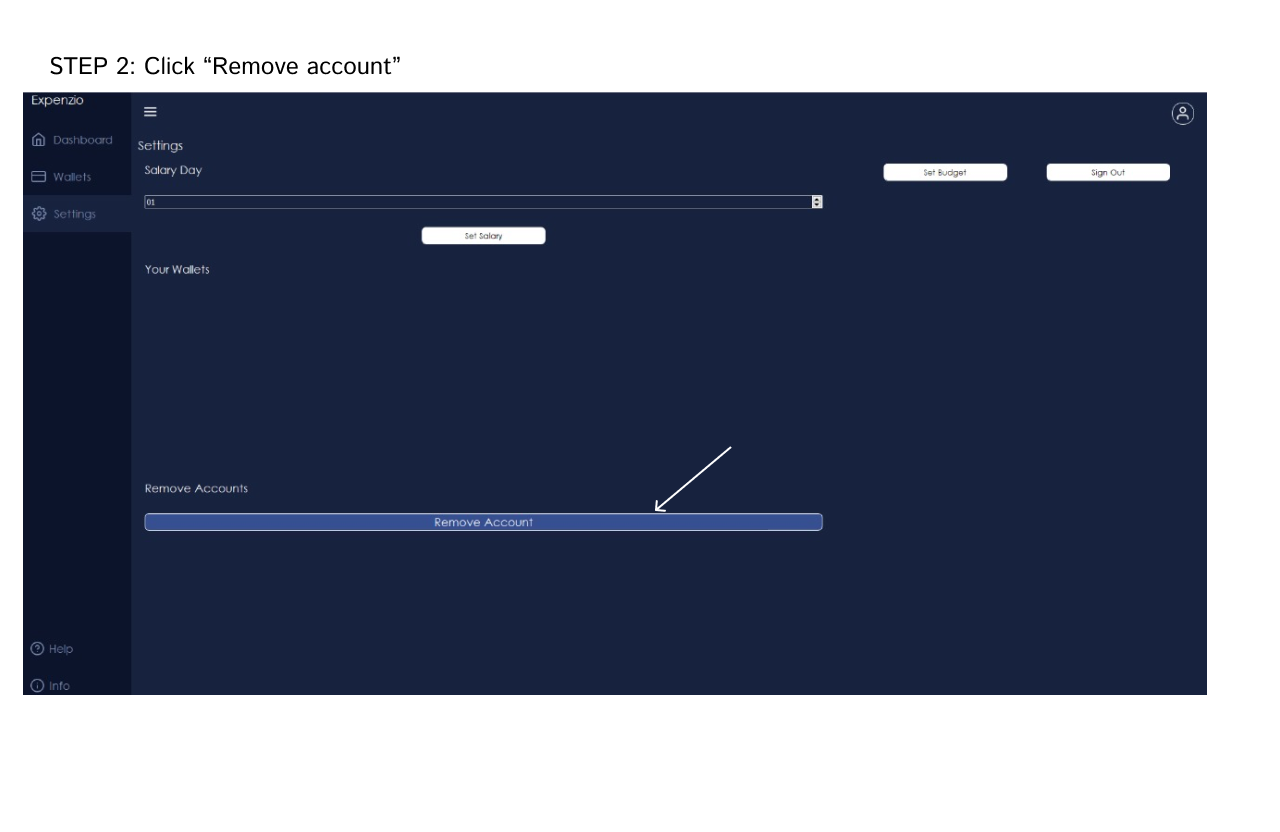 STEP 2: Click “Remove account”
Expenzio
Dashboard
Wallets
Settings
Help
Info
Settings
Salary Day
01
Set Salary
Set Budget
Sign Out
Your Wallets
Remove Accounts
Remove Account